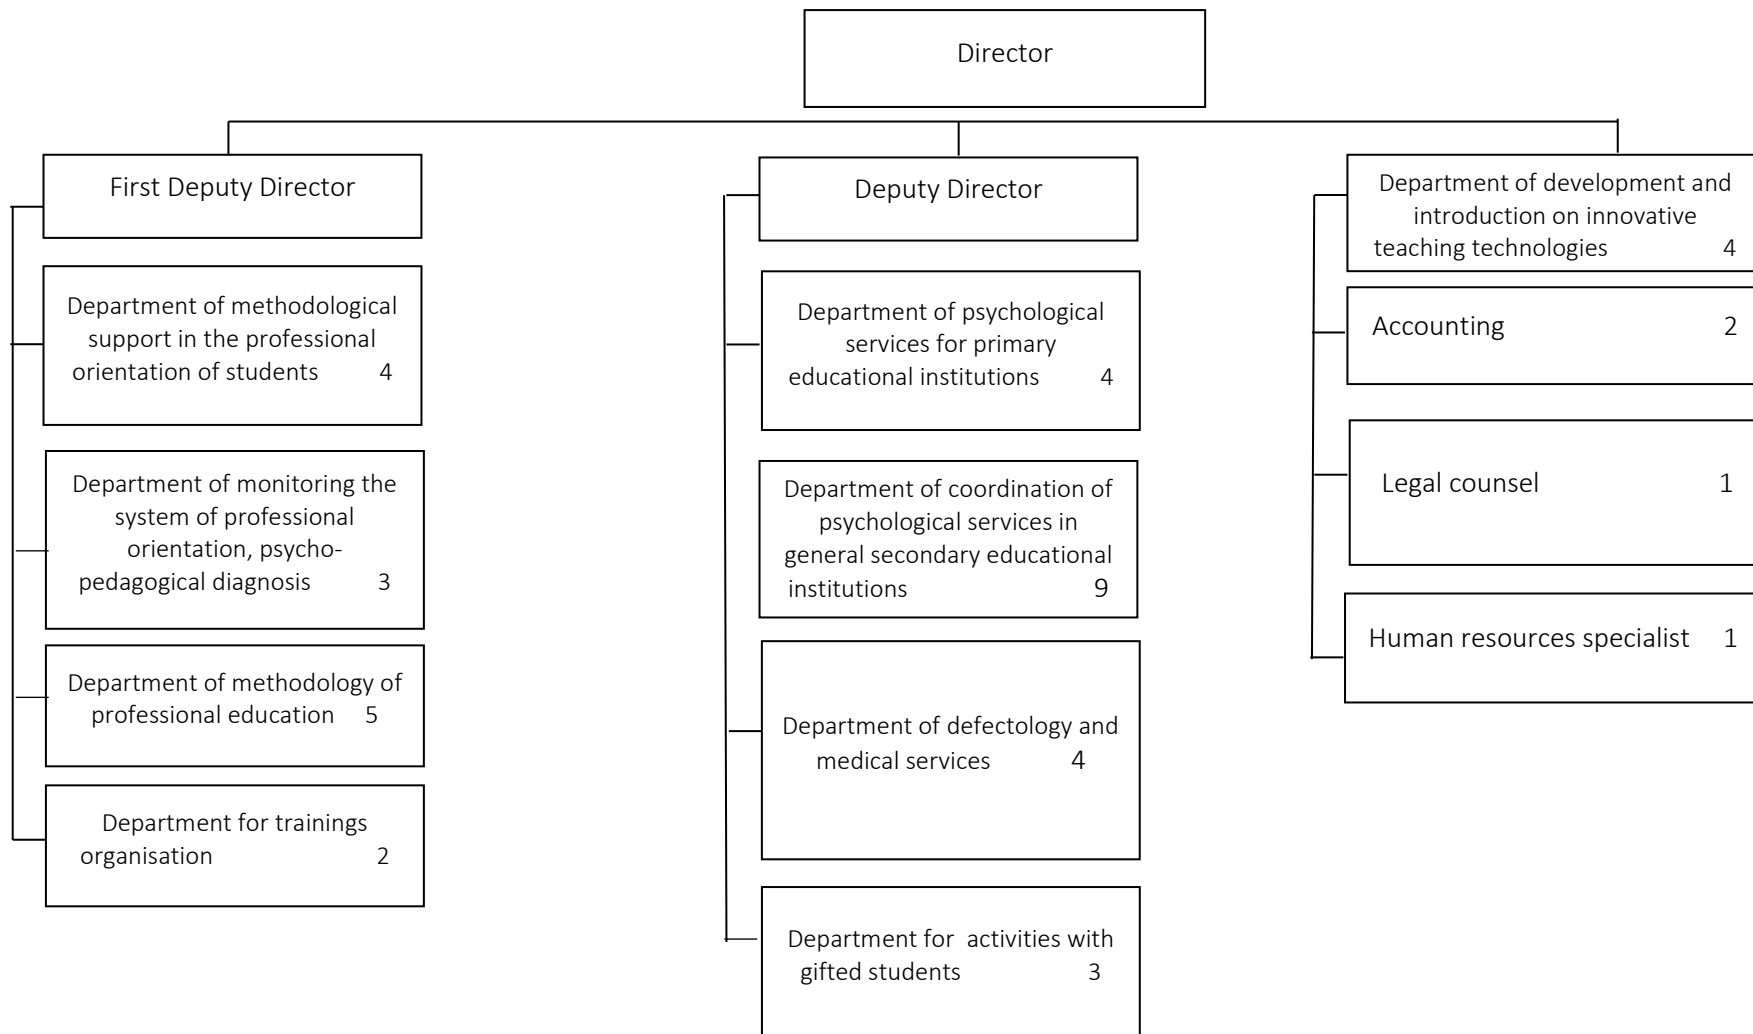 Director
First Deputy Director
Department of methodological
support in the professional
orientation of students 4
Department of monitoring the
system of professional
orientation, psycho-
pedagogical diagnosis 3
Department of methodology of
professional education 5
Department for trainings
organisation 2
Deputy Director
Department of psychological
services for primary
educational institutions 4
Department of coordination of
psychological services in
general secondary educational
institutions 9
Department of defectology and
medical services 4
Department for activities with
gifted students 3
Department of development and
introduction on innovative
teaching technologies 4
Accounting 2
Legal counsel 1
Human resources specialist 1